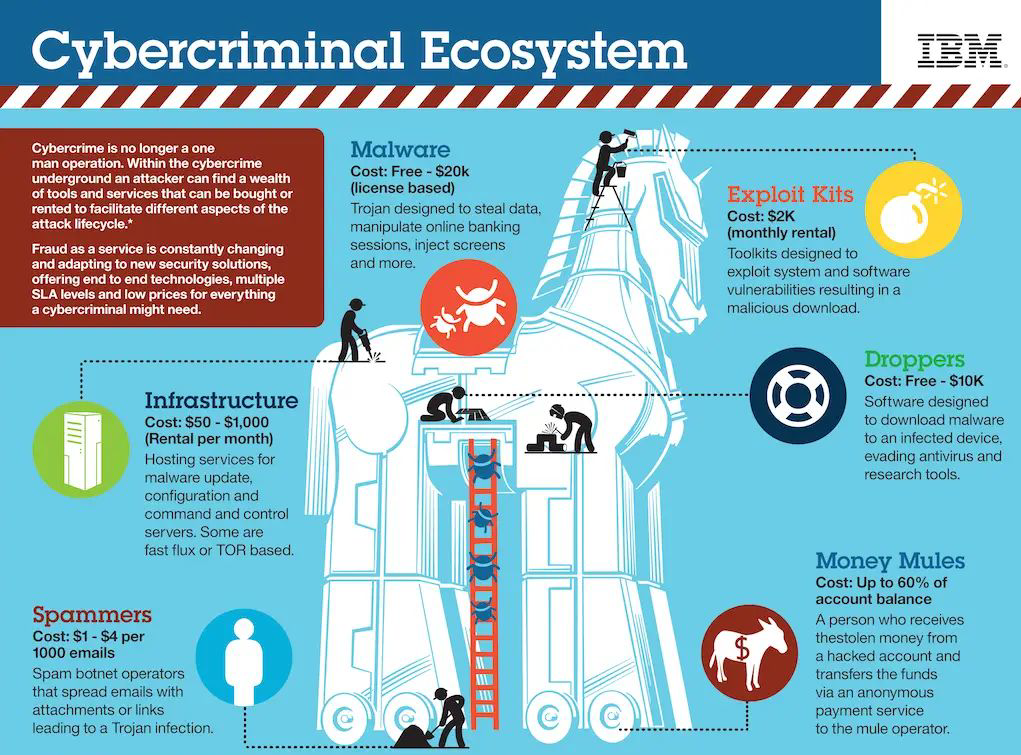 Cybercriminal Ecosystem
IBM®
Cybercrime is no longer a one
man operation. Within the cybercrime
underground an attacker can find a wealth
of tools and services that can be bought or
rented to facilitate different aspects of the
attack lifecycle.*
Fraud as a service is constantly changing
and adapting to new security solutions,
offering end to end technologies, multiple
SLA levels and low prices for everything
a cybercriminal might need.
Malware
Cost: Free - $20k
(license based)
Trojan designed to steal data,
manipulate online banking
sessions, inject screens
and more.
Exploit Kits
Cost: $2K
(monthly rental)
Toolkits designed to
exploit system and software
vulnerabilities resulting in a
malicious download.
Infrastructure
Cost: $50 - $1,000
(Rental per month)
Hosting services for
malware update,
configuration and
command and control
servers. Some are
fast flux or TOR based.
Droppers
Cost: Free - $10K
Software designed
to download malware
to an infected device,
evading antivirus and
research tools.
Spammers
Cost: $1 - $4 per
1000 emails
Spam botnet operators
that spread emails with
attachments or links
leading to a Trojan infection.
Money Mules
Cost: Up to 60% of
account balance
A person who receives
thestolen money from
a hacked account and
transfers the funds
via an anonymous
payment service
to the mule operator.
$